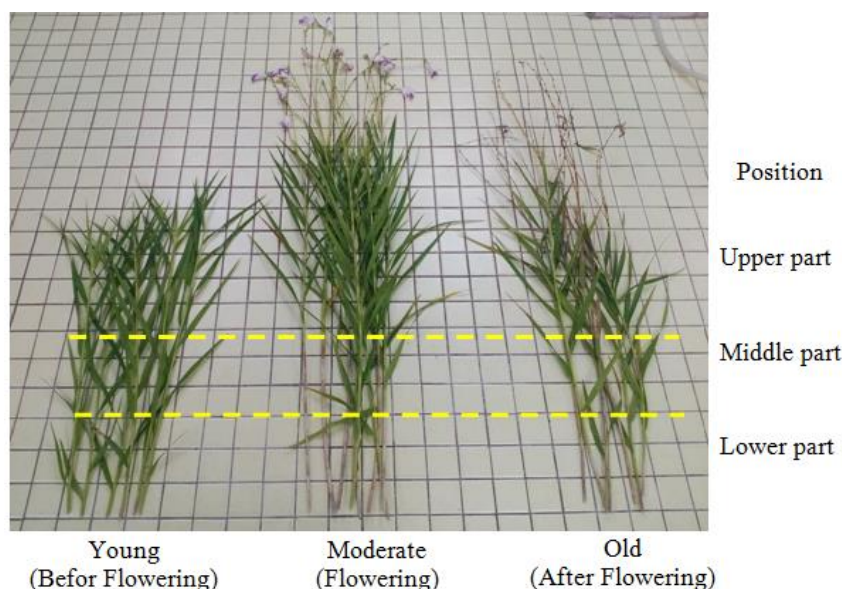 Position
Upper part
Middle part
Lower part
Young
(Befor Flowering)
Moderate
(Flowering)
Old
(After Flowering)